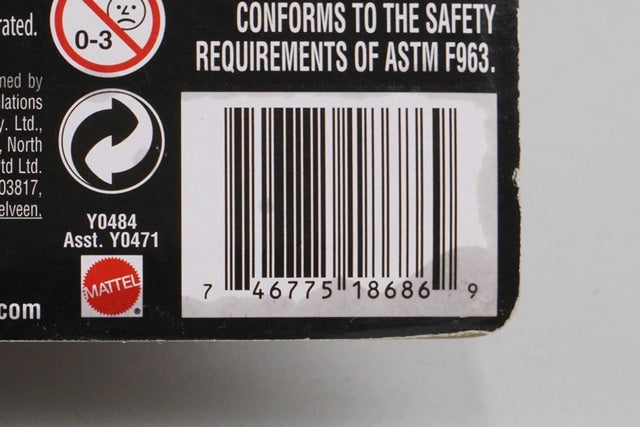 rated.
0-3
CONFORMS TO THE SAFETY
REQUIREMENTS OF ASTM F963.
ned by
lations
y. Ltd.,
, North
td Ltd.
03817,
elveen.
Y0484
Asst. Y0471
MATTEL
®
.com
7 46775 18686 9